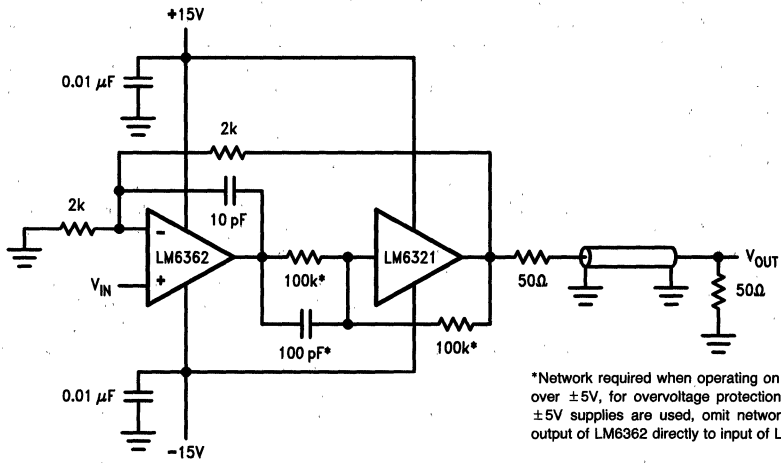 +15V
0.01 μF
2k
2k
10 pF
-
LM6362
+
V_IN
100k*
100 pF*
LM6321
100k*
50Ω
V_OUT
50Ω
0.01 μF
-15V
*Network required when operating on
over ±5V, for overvoltage protection
±5V supplies are used, omit networ
output of LM6362 directly to input of L